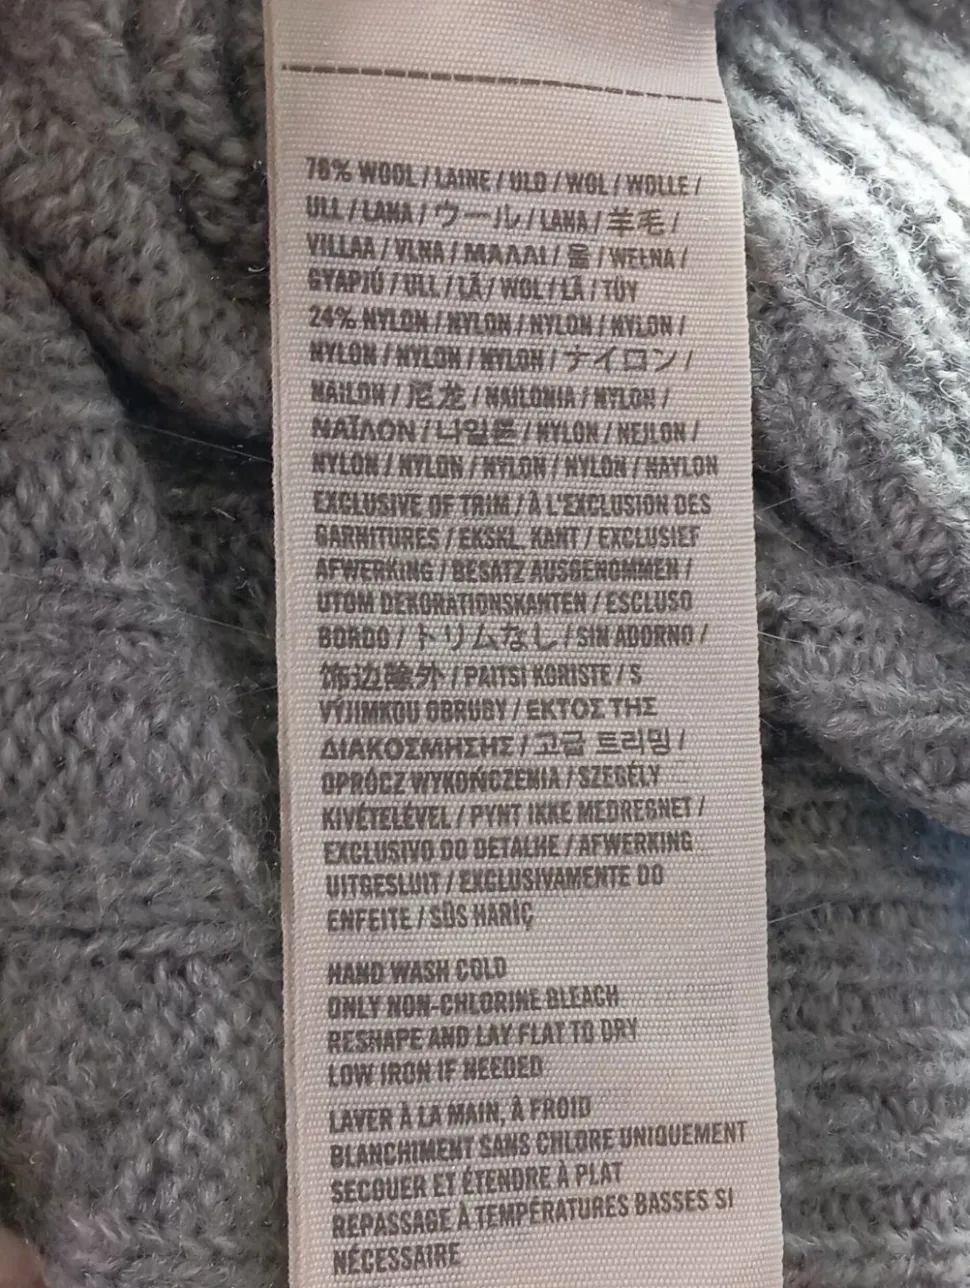 76% WOOL / LAINE / ULD / WOL / WOLLE /
ULL / LANA / ウール / LANA / 羊毛 /
VILLAA / VLNA / ΜΑΛΛΙ / 울 / WEŁNA /
GYAPJÚ / ULL / LÃ / WOL / LÃ / TÜY
24% NYLON / NYLON / NYLON / NYLON /
NYLON / NYLON / NYLON / ナイロン /
NAILON / 尼龙 / NAILONIA / NYLON /
ΝΑΪΛΟΝ / 나일론 / NYLON / NEJLON /
NYLON / NYLON / NYLON / NYLON / NAYLON
EXCLUSIVE OF TRIM / À L'EXCLUSION DES
GARNITURES / EKSKL. KANT / EXCLUSIEF
AFWERKING / BESATZ AUSGENOMMEN /
UTOM DEKORATIONSKANTEN / ESCLUSO
BORDO / トリムなし / SIN ADORNO /
饰边除外 / PAITSI KORISTE / S
VÝJIMKOU OBRUBY / ΕΚΤΟΣ ΤΗΣ
ΔΙΑΚΟΣΜΗΣΗΣ / 고급 트리밍 /
OPRÓCZ WYKOŃCZENIA / SZEGÉLY
KIVÉTELÉVEL / PYNT IKKE MEDREGNET /
EXCLUSIVO DO DETALHE / AFWERKING
UITGESLUIT / EXCLUSIVAMENTE DO
ENFEITE / SÜS HARİÇ
HAND WASH COLD
ONLY NON-CHLORINE BLEACH
RESHAPE AND LAY FLAT TO DRY
LOW IRON IF NEEDED
LAVER À LA MAIN, À FROID
BLANCHIMENT SANS CHLORE UNIQUEMENT
SECOUER ET ÉTENDRE À PLAT
REPASSAGE À TEMPÉRATURES BASSES SI
NÉCESSAIRE